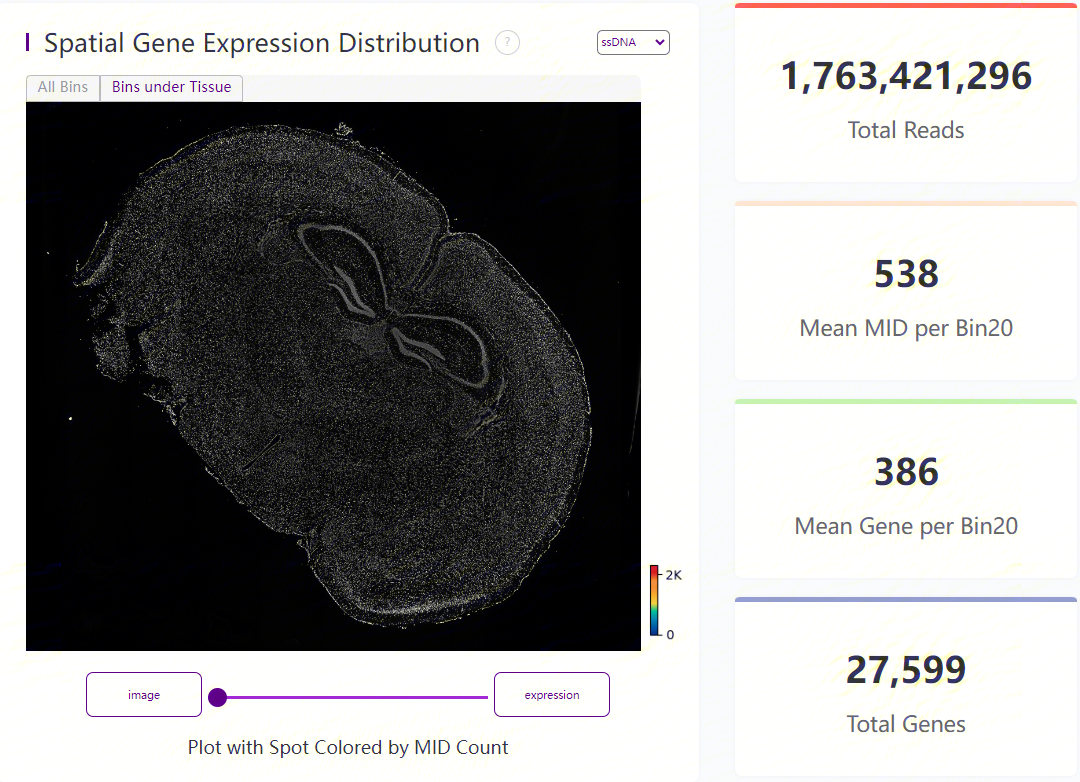 Spatial Gene Expression Distribution ?
ssDNA
All Bins Bins under Tissue
2K
0
image
expression
Plot with Spot Colored by MID Count
1,763,421,296
Total Reads
538
Mean MID per Bin20
386
Mean Gene per Bin20
27,599
Total Genes